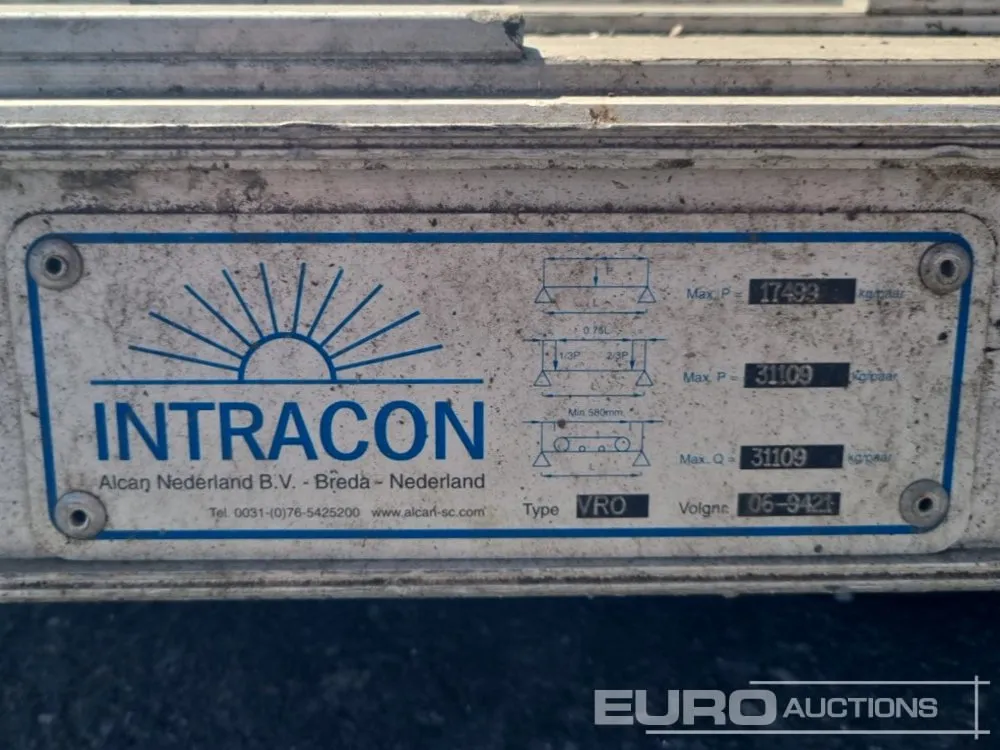 INTRACON
Alcan Nederland B.V. - Breda - Nederland
Tel. 0031-(0)76-5425200 www.alcan-sc.com
P
L
Max. P = 17499 kg/paar
0.75L
1/3P 2/3P
Max. P = 31109 kg/paar
Min 580mm
L
Max. Q = 31109 kg/paar
Type VRO Volgnr. 06-9421
EURO AUCTIONS